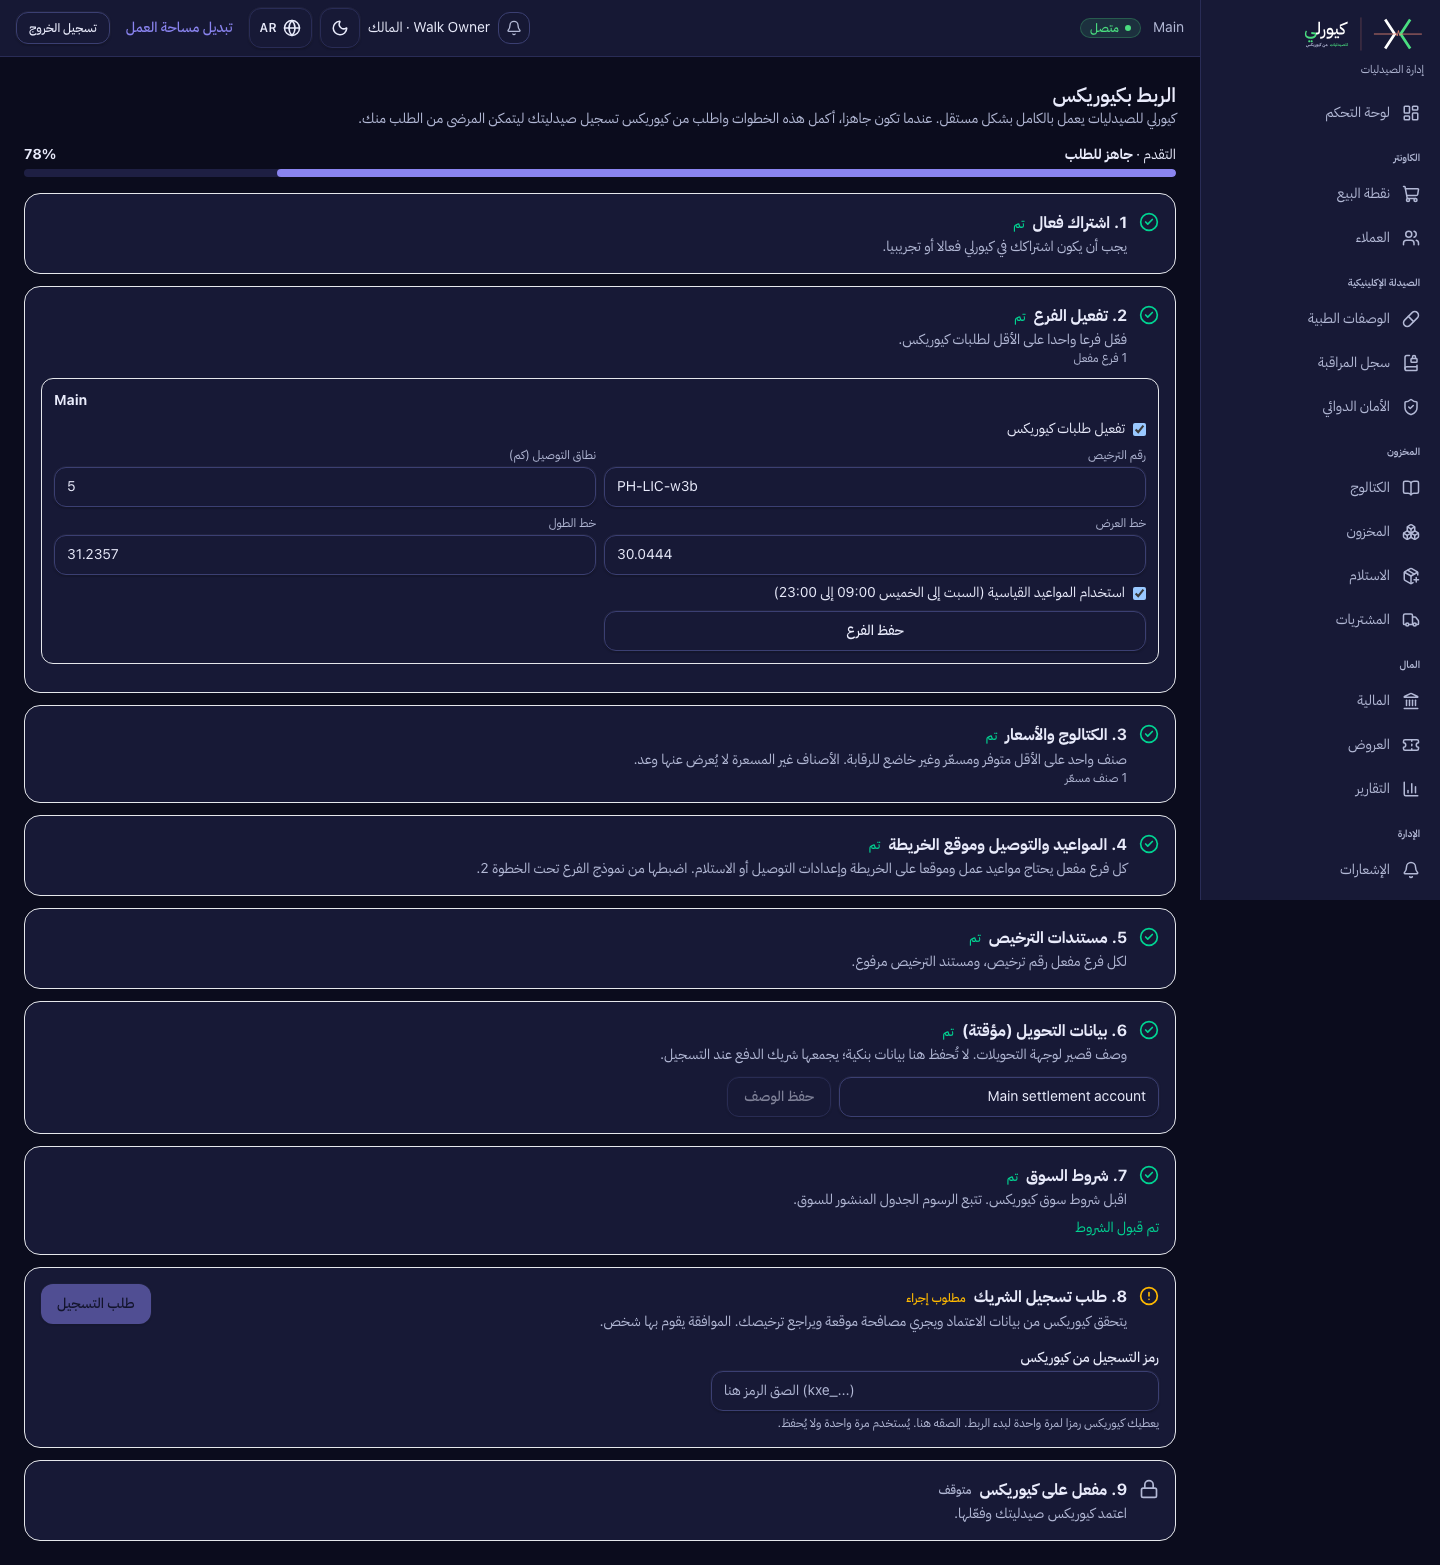 كيورلي
الصيدليات من كيوريكس
إدارة الصيدليات
لوحة التحكم
الكاونتر
نقطة البيع
العملاء
الصيدلة الإكلينيكية
الوصفات الطبية
سجل المراقبة
الأمان الدوائي
المخزون
الكتالوج
المخزون
الاستلام
المشتريات
المال
المالية
العروض
التقارير
الإدارة
الإشعارات
Main
متصل
Walk Owner · المالك
AR
تبديل مساحة العمل
تسجيل الخروج
الربط بكيوريكس
كيورلي للصيدليات يعمل بالكامل بشكل مستقل. عندما تكون جاهزا، أكمل هذه الخطوات واطلب من كيوريكس تسجيل صيدليتك ليتمكن المرضى من الطلب منك.
التقدم · جاهز للطلب
78%
1. اشتراك فعال تم
يجب أن يكون اشتراكك في كيورلي فعالا أو تجريبيا.
2. تفعيل الفرع تم
فعّل فرعا واحدا على الأقل لطلبات كيوريكس.
1 فرع مفعل
Main
تفعيل طلبات كيوريكس
رقم الترخيص
نطاق التوصيل (كم)
PH-LIC-w3b
5
خط العرض
خط الطول
30.0444
31.2357
استخدام المواعيد القياسية (السبت إلى الخميس 09:00 إلى 23:00)
حفظ الفرع
3. الكتالوج والأسعار تم
صنف واحد على الأقل متوفر ومسعّر وغير خاضع للرقابة. الأصناف غير المسعرة لا يُعرض عنها وعد.
1 صنف مسعّر
4. المواعيد والتوصيل وموقع الخريطة تم
كل فرع مفعل يحتاج مواعيد عمل وموقعا على الخريطة وإعدادات التوصيل أو الاستلام. اضبطها من نموذج الفرع تحت الخطوة 2.
5. مستندات الترخيص تم
لكل فرع مفعل رقم ترخيص، ومستند الترخيص مرفوع.
6. بيانات التحويل (مؤقتة) تم
وصف قصير لوجهة التحويلات. لا تُحفظ هنا بيانات بنكية؛ يجمعها شريك الدفع عند التسجيل.
Main settlement account
حفظ الوصف
7. شروط السوق تم
اقبل شروط سوق كيوريكس. تتبع الرسوم الجدول المنشور للسوق.
تم قبول الشروط
8. طلب تسجيل الشريك مطلوب إجراء
طلب التسجيل
يتحقق كيوريكس من بيانات الاعتماد ويجري مصافحة موقعة ويراجع ترخيصك. الموافقة يقوم بها شخص.
رمز التسجيل من كيوريكس
الصق الرمز هنا (kxe_...)
يعطيك كيوريكس رمزا لمرة واحدة لبدء الربط. الصقه هنا. يُستخدم مرة واحدة ولا يُحفظ.
9. مفعل على كيوريكس متوقف
اعتمد كيوريكس صيدليتك وفعّلها.